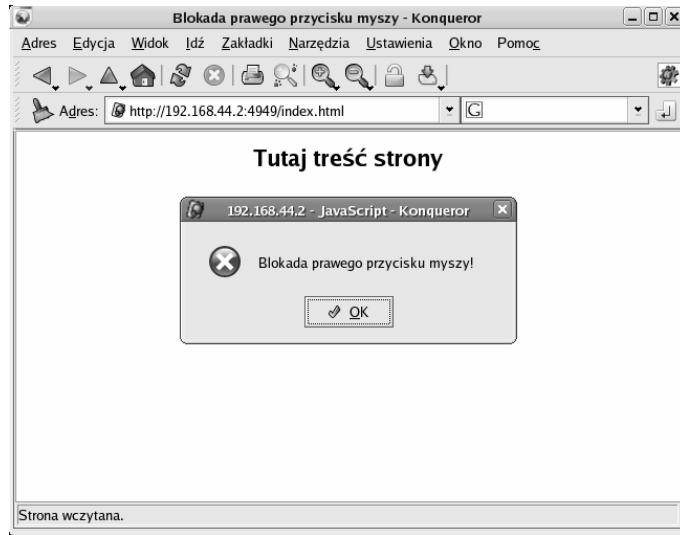 Blokada prawego przycisku myszy - Konqueror
Adres Edycja Widok Idź Zakładki Narzędzia Ustawienia Okno Pomoc
Adres: http://192.168.44.2:4949/index.html G
Tutaj treść strony
192.168.44.2 - JavaScript - Konqueror
Blokada prawego przycisku myszy!
OK
Strona wczytana.